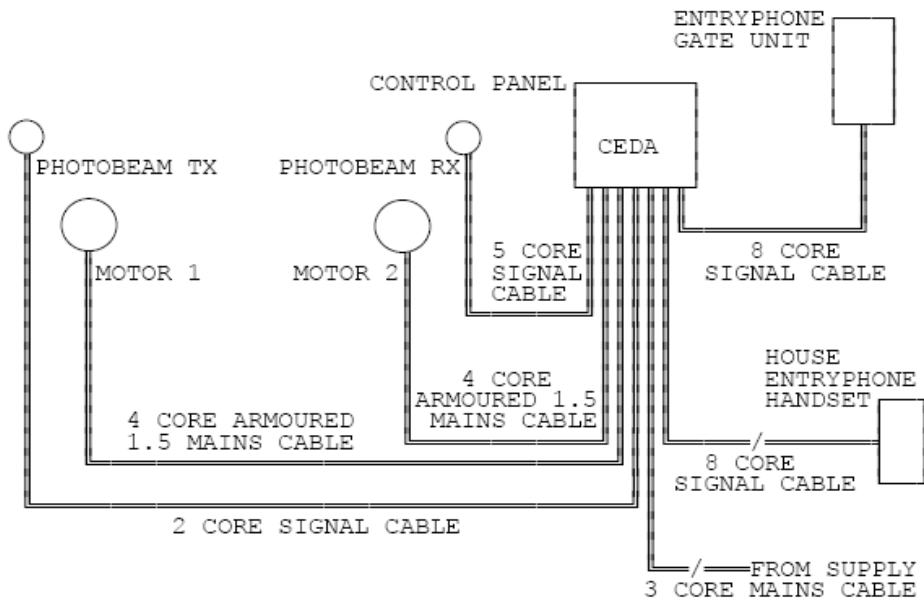 ENTRYPHONE
GATE UNIT
CONTROL PANEL
CEDA
PHOTOBEAM TX
PHOTOBEAM RX
MOTOR 1
MOTOR 2
5 CORE
SIGNAL
CABLE
8 CORE
SIGNAL CABLE
HOUSE
ENTRYPHONE
HANDSET
4 CORE
ARMOURED 1.5
MAINS CABLE
4 CORE ARMOURED
1.5 MAINS CABLE
8 CORE
SIGNAL CABLE
2 CORE SIGNAL CABLE
FROM SUPPLY
3 CORE MAINS CABLE